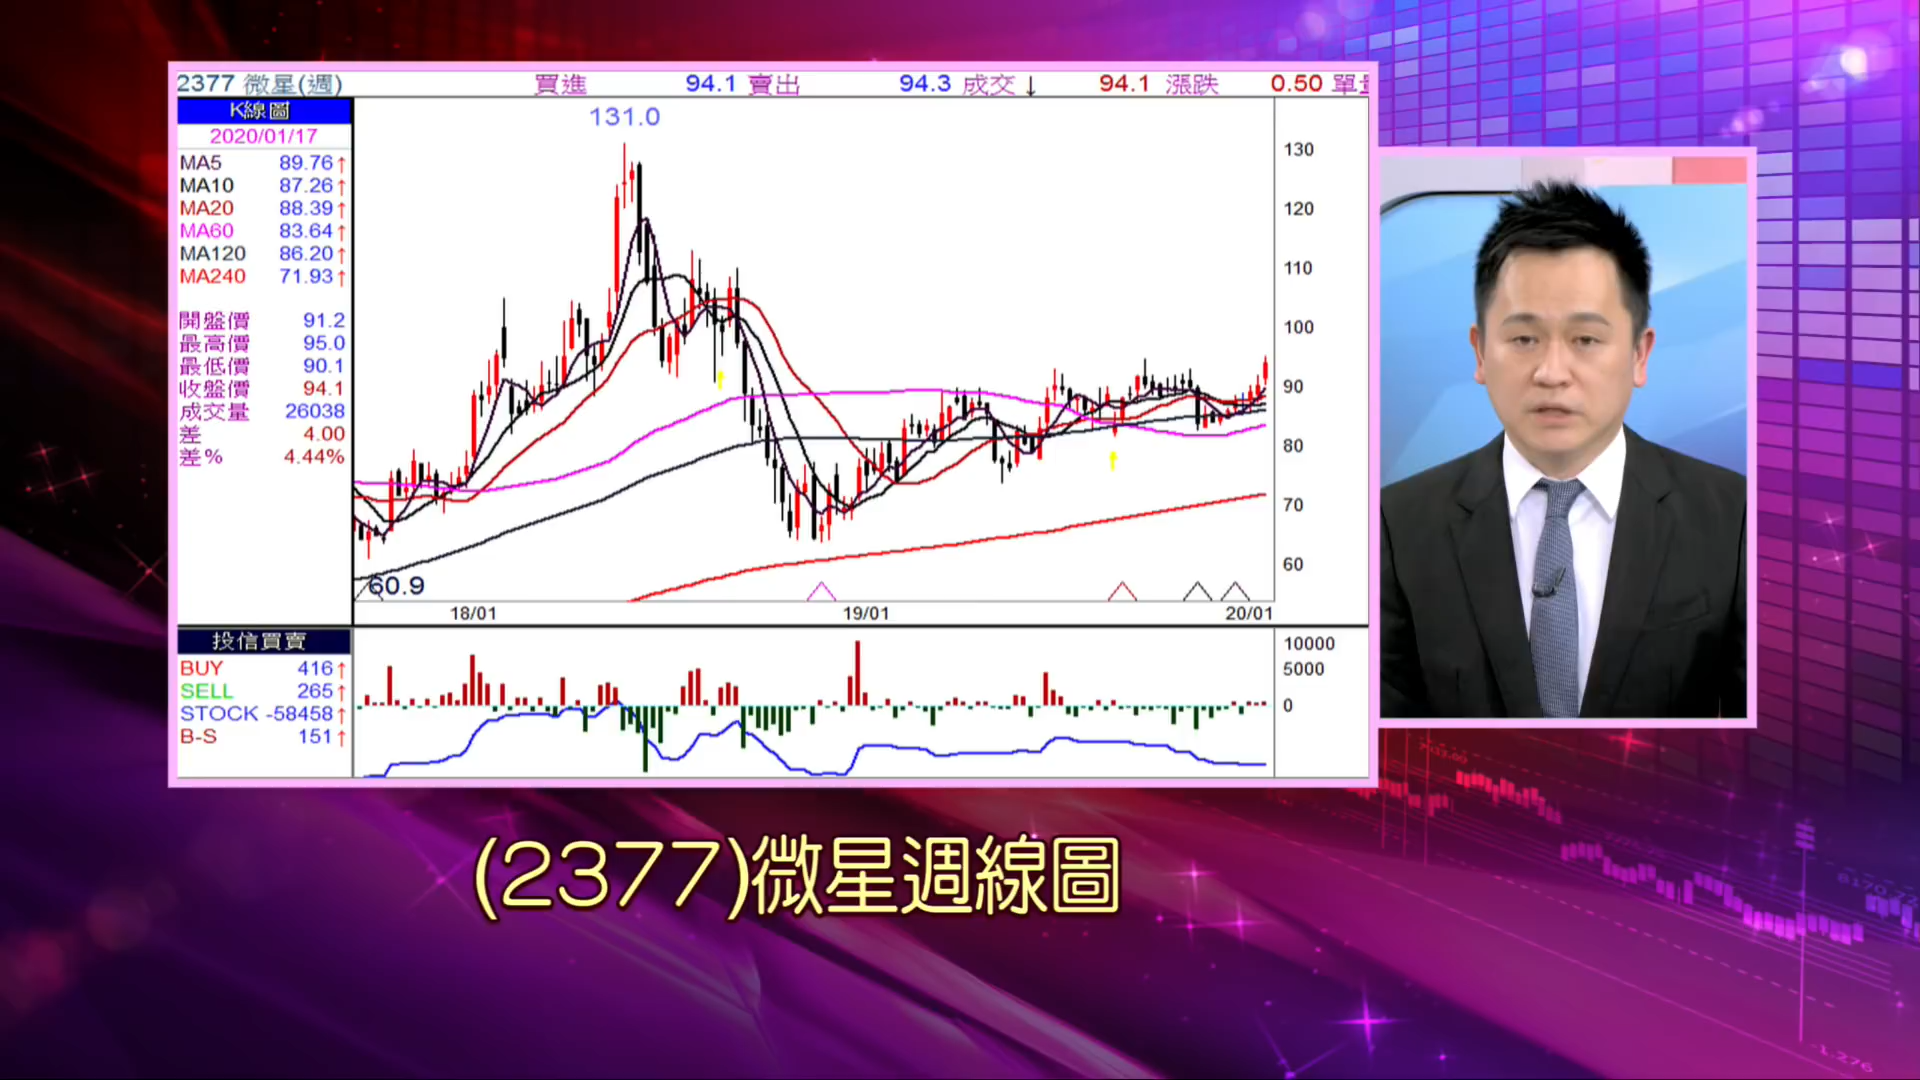 2377 微星(週) 買進 94.1 賣出 94.3 成交↓ 94.1 漲跌 0.50 單
K線圖
2020/01/17
MA5 89.76↑
MA10 87.26↑
MA20 88.39↑
MA60 83.64↑
MA120 86.20↑
MA240 71.93↑
開盤價 91.2
最高價 95.0
最低價 90.1
收盤價 94.1
成交量 26038
差 4.00
差% 4.44%
131.0
60.9
130
120
110
100
90
80
70
60
18/01 19/01 20/01
投信買賣
BUY 416↑
SELL 265↑
STOCK -58458↑
B-S 151↑
10000
5000
0
(2377)微星週線圖